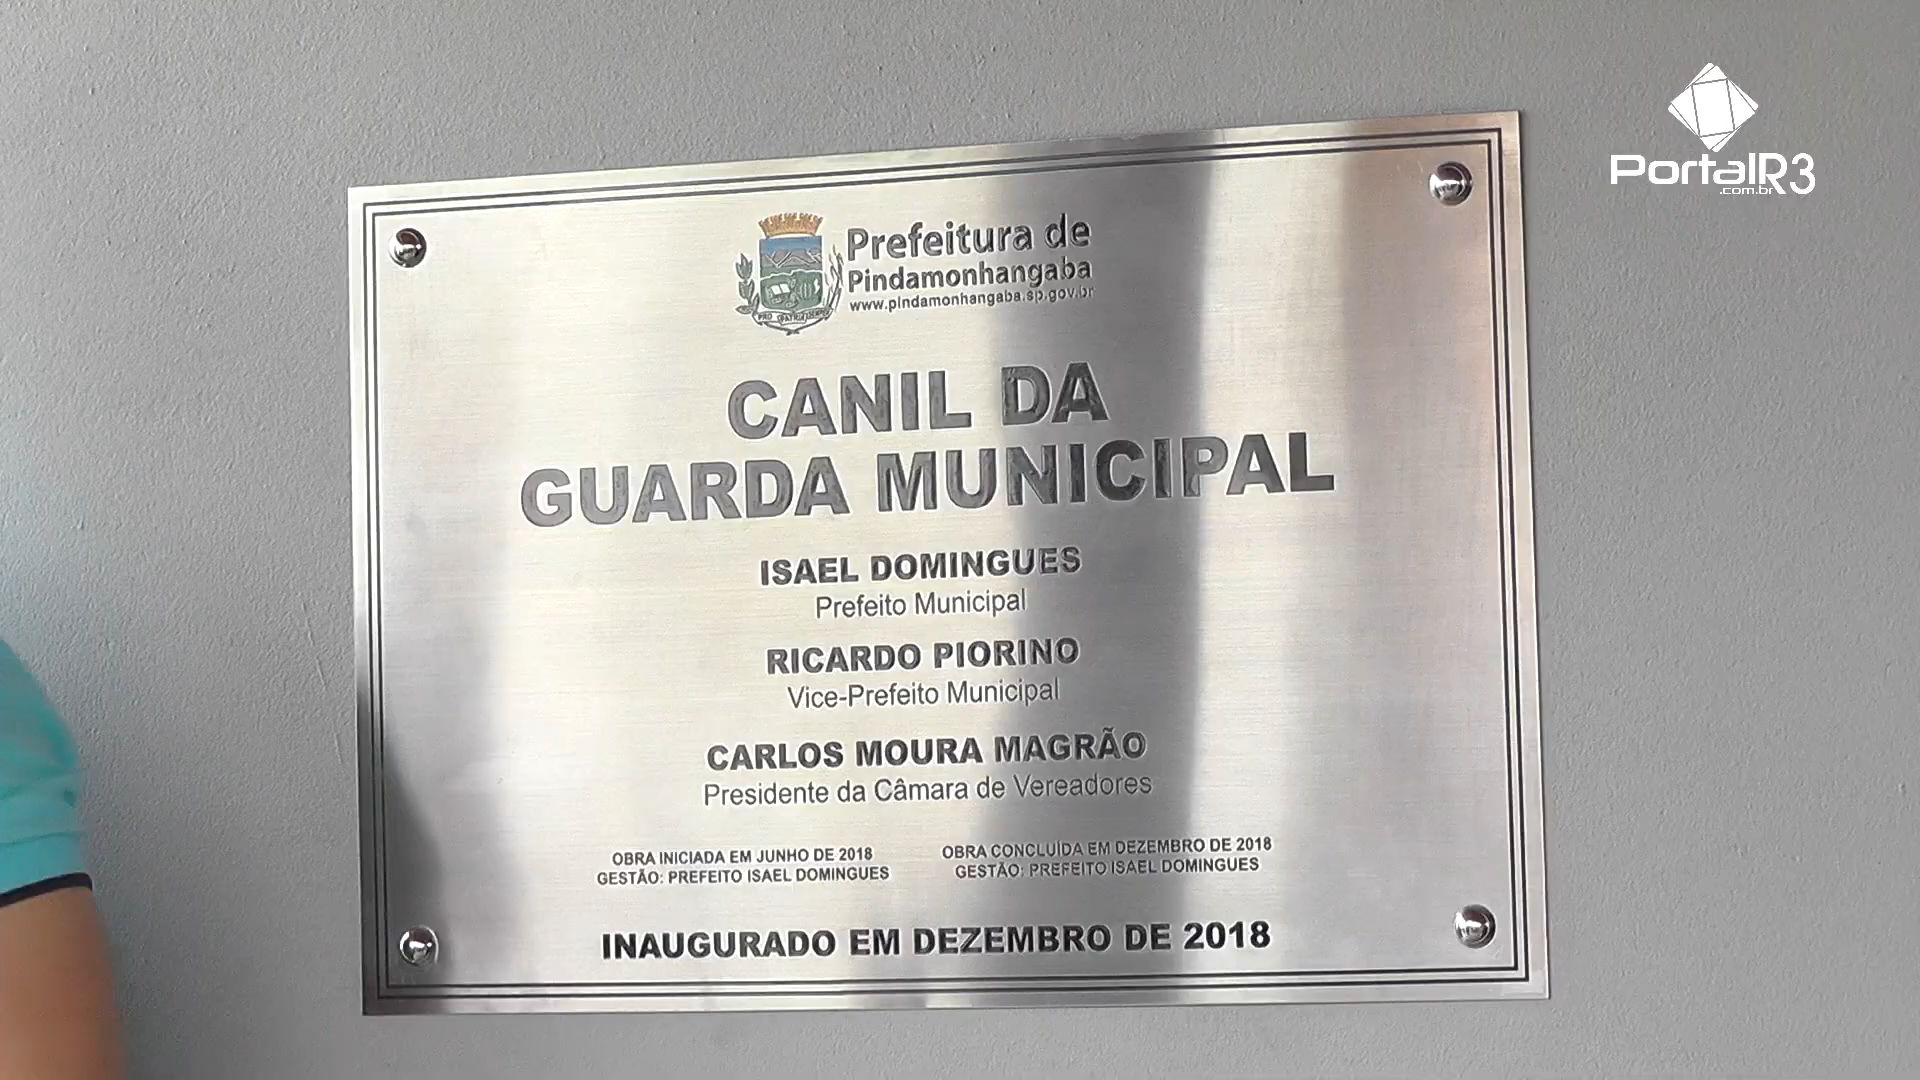 PortalR3
.com.br
Prefeitura de
Pindamonhangaba
www.pindamonhangaba.sp.gov.br
PRO PATRIA SEMPER
CANIL DA
GUARDA MUNICIPAL
ISAEL DOMINGUES
Prefeito Municipal
RICARDO PIORINO
Vice-Prefeito Municipal
CARLOS MOURA MAGRÃO
Presidente da Câmara de Vereadores
OBRA INICIADA EM JUNHO DE 2018
GESTÃO: PREFEITO ISAEL DOMINGUES
OBRA CONCLUÍDA EM DEZEMBRO DE 2018
GESTÃO: PREFEITO ISAEL DOMINGUES
INAUGURADO EM DEZEMBRO DE 2018